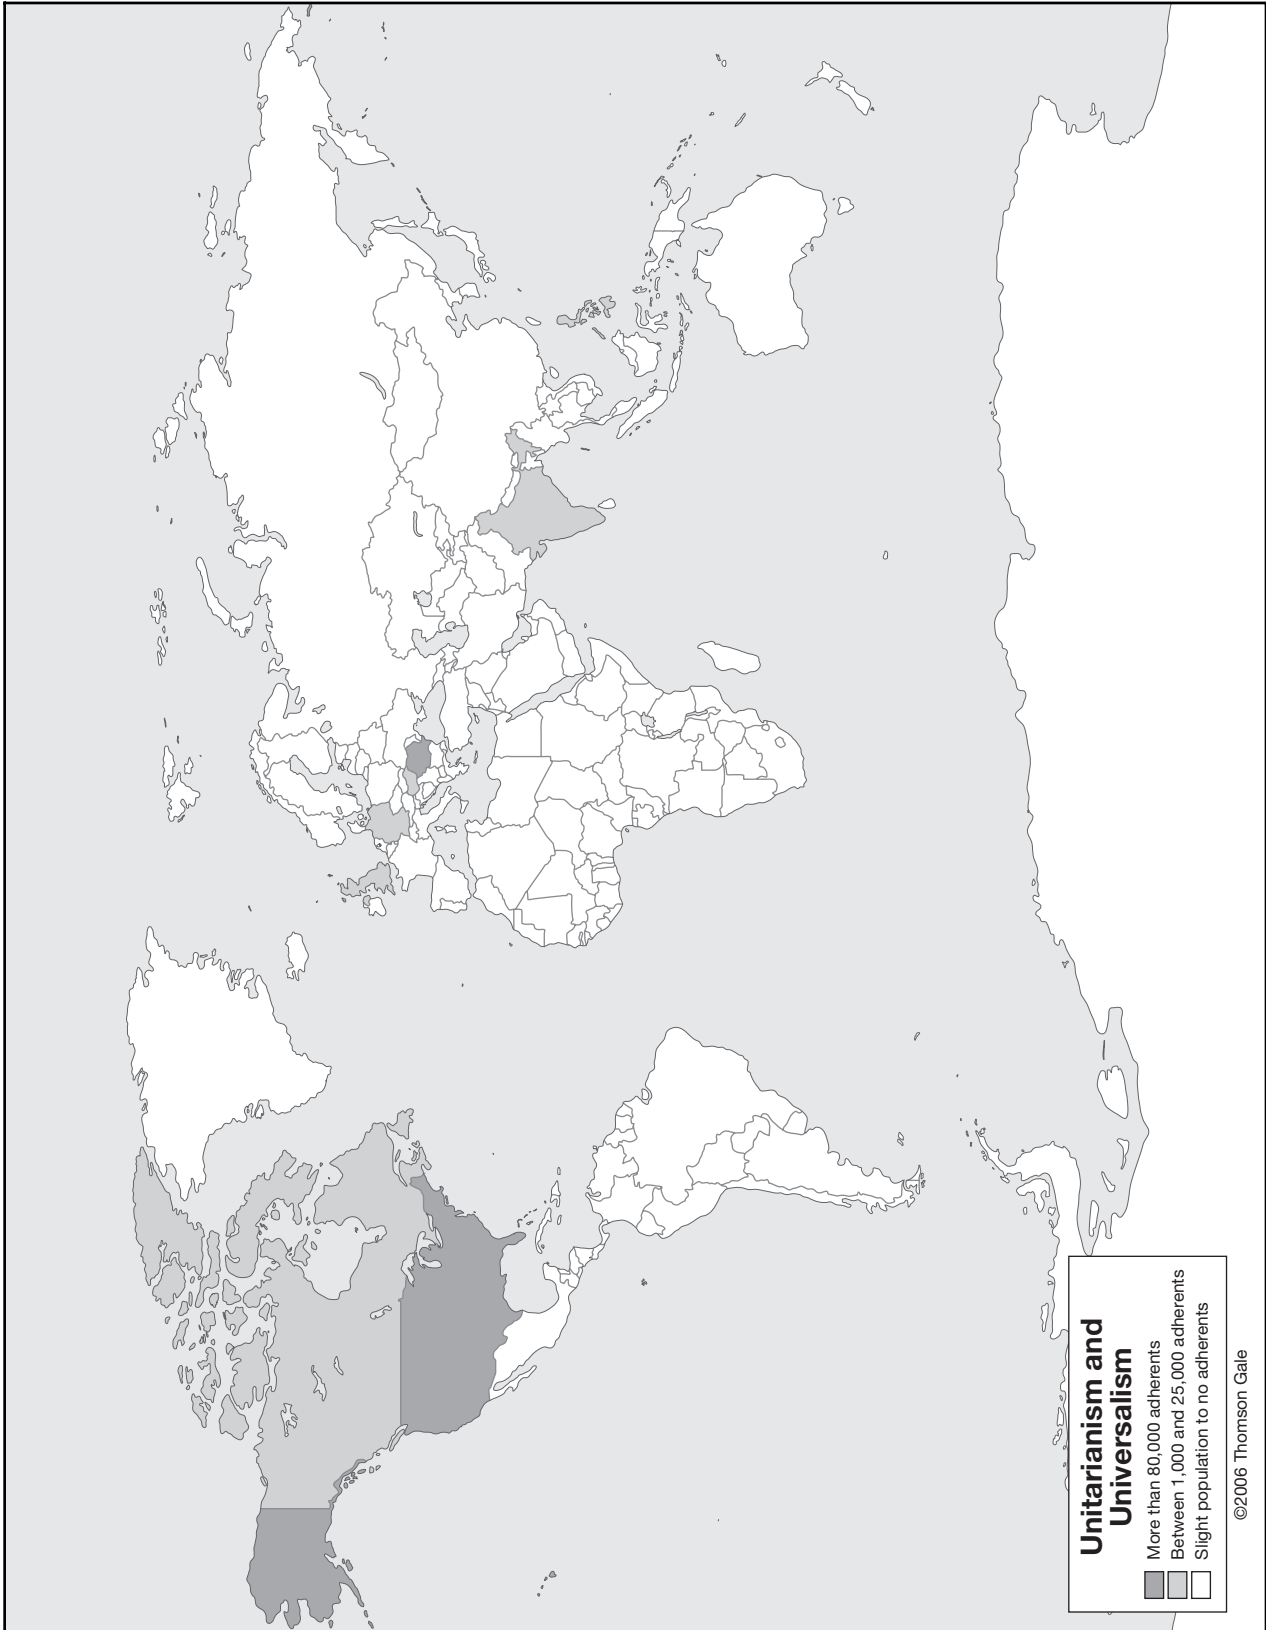 Unitarianism and
Universalism
More than 80,000 adherents
Between 1,000 and 25,000 adherents
Slight population to no adherents
©2006 Thomson Gale